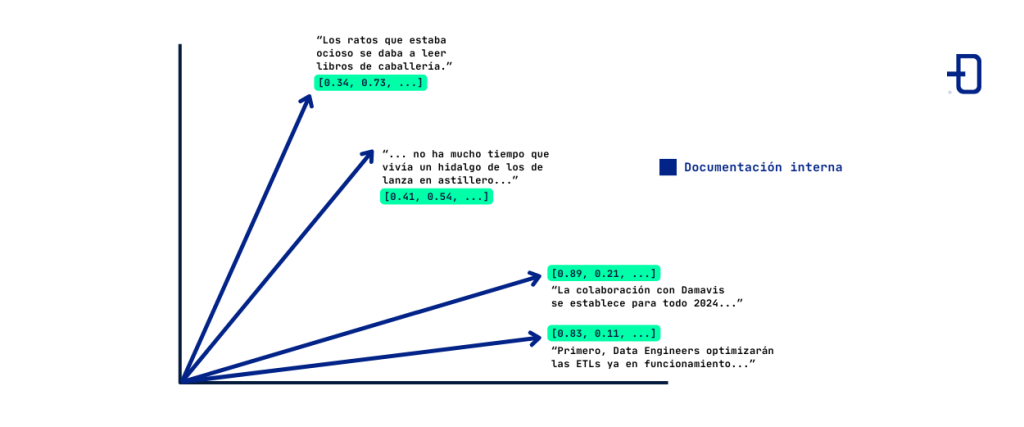 “Los ratos que estaba
ocioso se daba a leer
libros de caballería.”
[0.34, 0.73, ...]
“... no ha mucho tiempo que
vivía un hidalgo de los de
lanza en astillero...”
[0.41, 0.54, ...]
Documentación interna
[0.89, 0.21, ...]
“La colaboración con Damavis
se establece para todo 2024...”
[0.83, 0.11, ...]
“Primero, Data Engineers optimizarán
las ETLs ya en funcionamiento...”